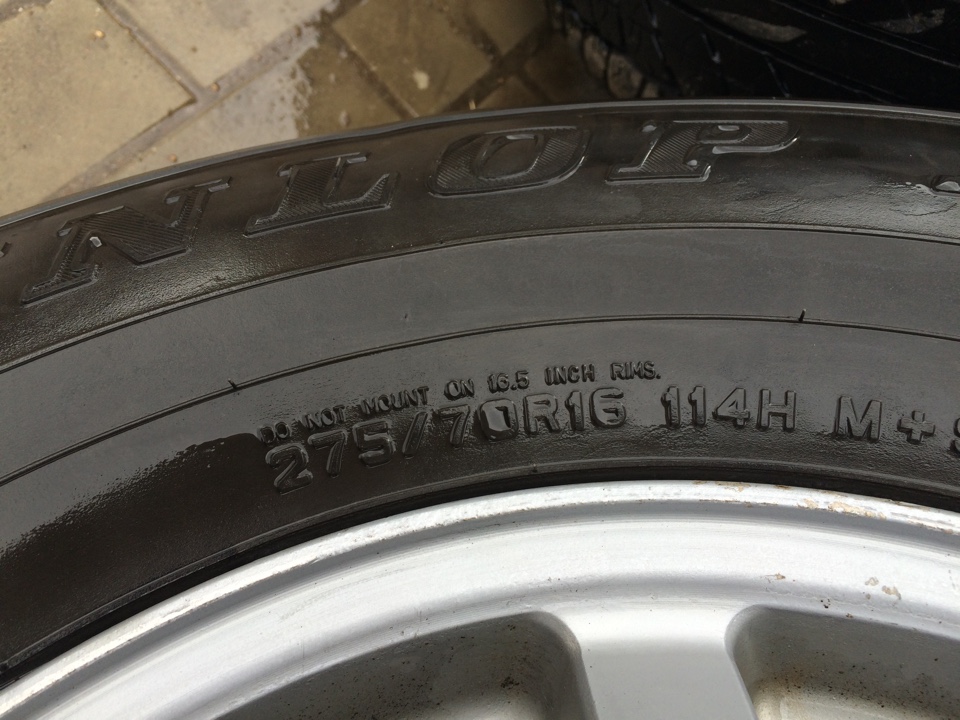 NLOP
DO NOT MOUNT ON 16.5 INCH RIMS.
275/70R16 114H M+S